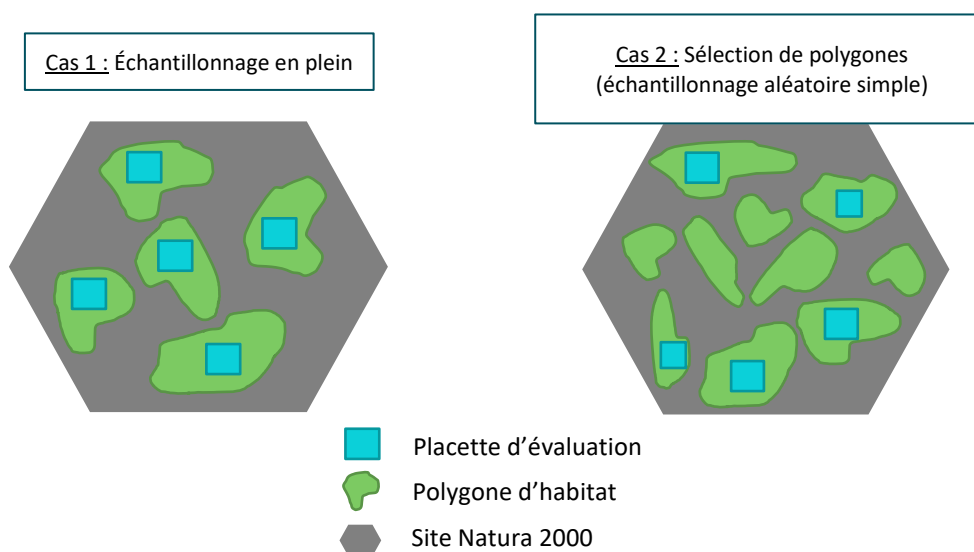 Cas 1 : Échantillonnage en plein
Cas 2 : Sélection de polygones
(échantillonnage aléatoire simple)
Placette d’évaluation
Polygone d’habitat
Site Natura 2000